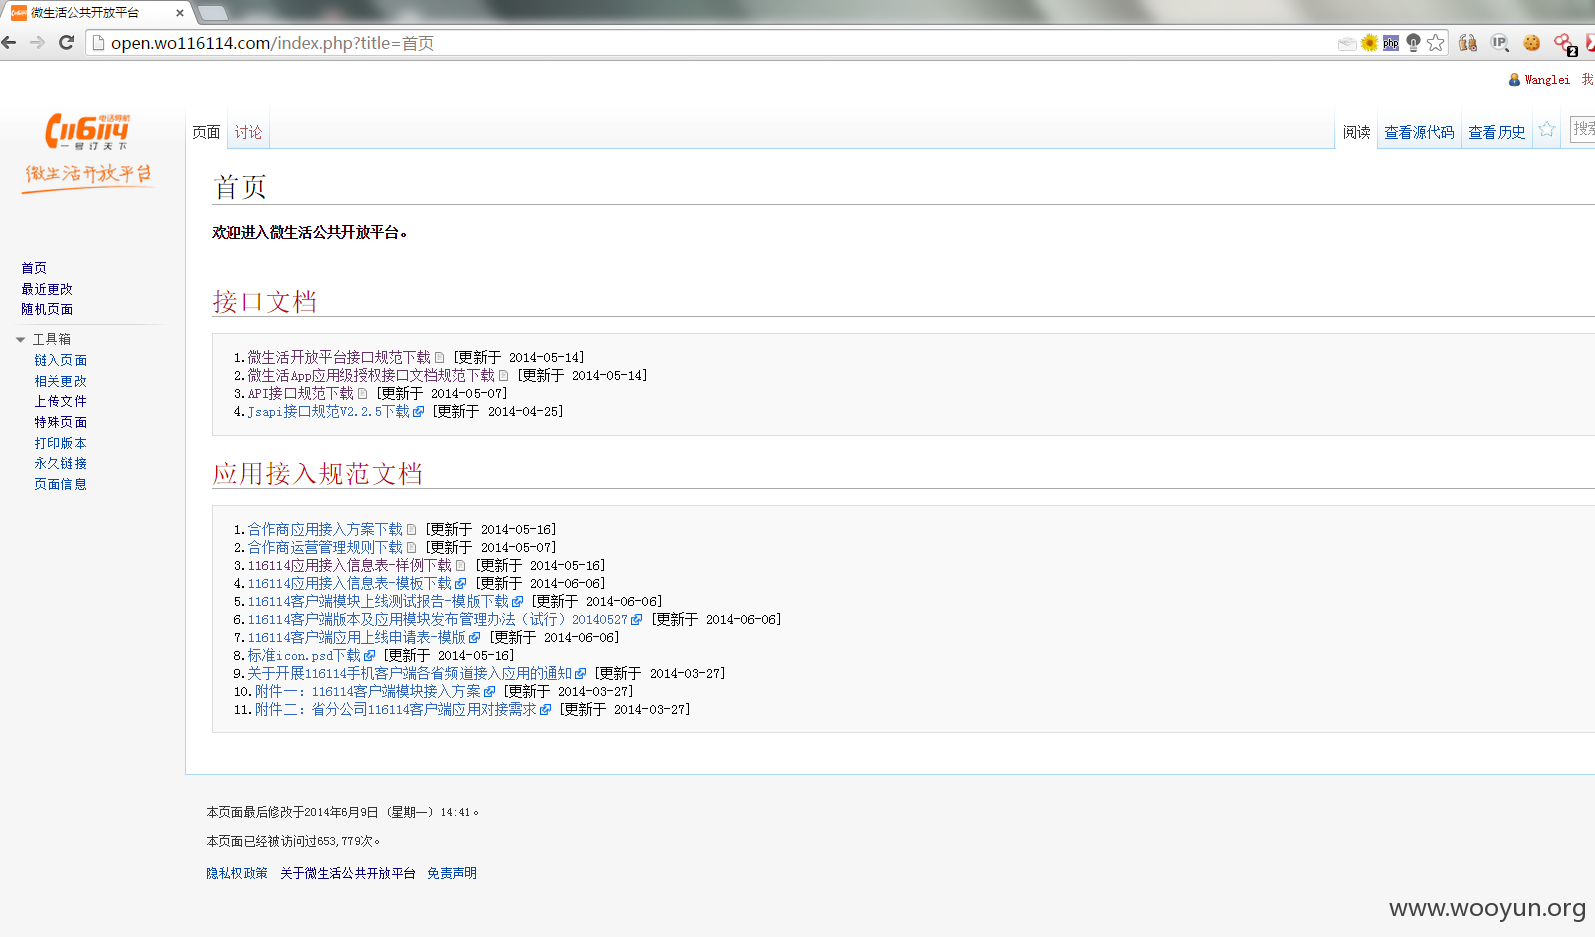 微生活公共开放平台
open.wo116114.com/index.php?title=首页
Wanglei 我
116114
电话导航
一号订天下
微生活开放平台
页面 讨论
阅读 查看源代码 查看历史 搜索
首页
欢迎进入微生活公共开放平台。
首页
最近更改
随机页面
工具箱
链入页面
相关更改
上传文件
特殊页面
打印版本
永久链接
页面信息
接口文档
1.微生活开放平台接口规范下载 [更新于 2014-05-14]
2.微生活App应用级授权接口文档规范下载 [更新于 2014-05-14]
3.API接口规范下载 [更新于 2014-05-07]
4.Jsapi接口规范V2.2.5下载 [更新于 2014-04-25]
应用接入规范文档
1.合作商应用接入方案下载 [更新于 2014-05-16]
2.合作商运营管理规则下载 [更新于 2014-05-07]
3.116114应用接入信息表-样例下载 [更新于 2014-05-16]
4.116114应用接入信息表-模板下载 [更新于 2014-06-06]
5.116114客户端模块上线测试报告-模版下载 [更新于 2014-06-06]
6.116114客户端版本及应用模块发布管理办法（试行）20140527 [更新于 2014-06-06]
7.116114客户端应用上线申请表-模版 [更新于 2014-06-06]
8.标准icon.psd下载 [更新于 2014-05-16]
9.关于开展116114手机客户端各省频道接入应用的通知 [更新于 2014-03-27]
10.附件一：116114客户端模块接入方案 [更新于 2014-03-27]
11.附件二：省分公司116114客户端应用对接需求 [更新于 2014-03-27]
本页面最后修改于2014年6月9日 (星期一) 14:41。
本页面已经被访问过653,779次。
隐私权政策 关于微生活公共开放平台 免责声明
www.wooyun.org